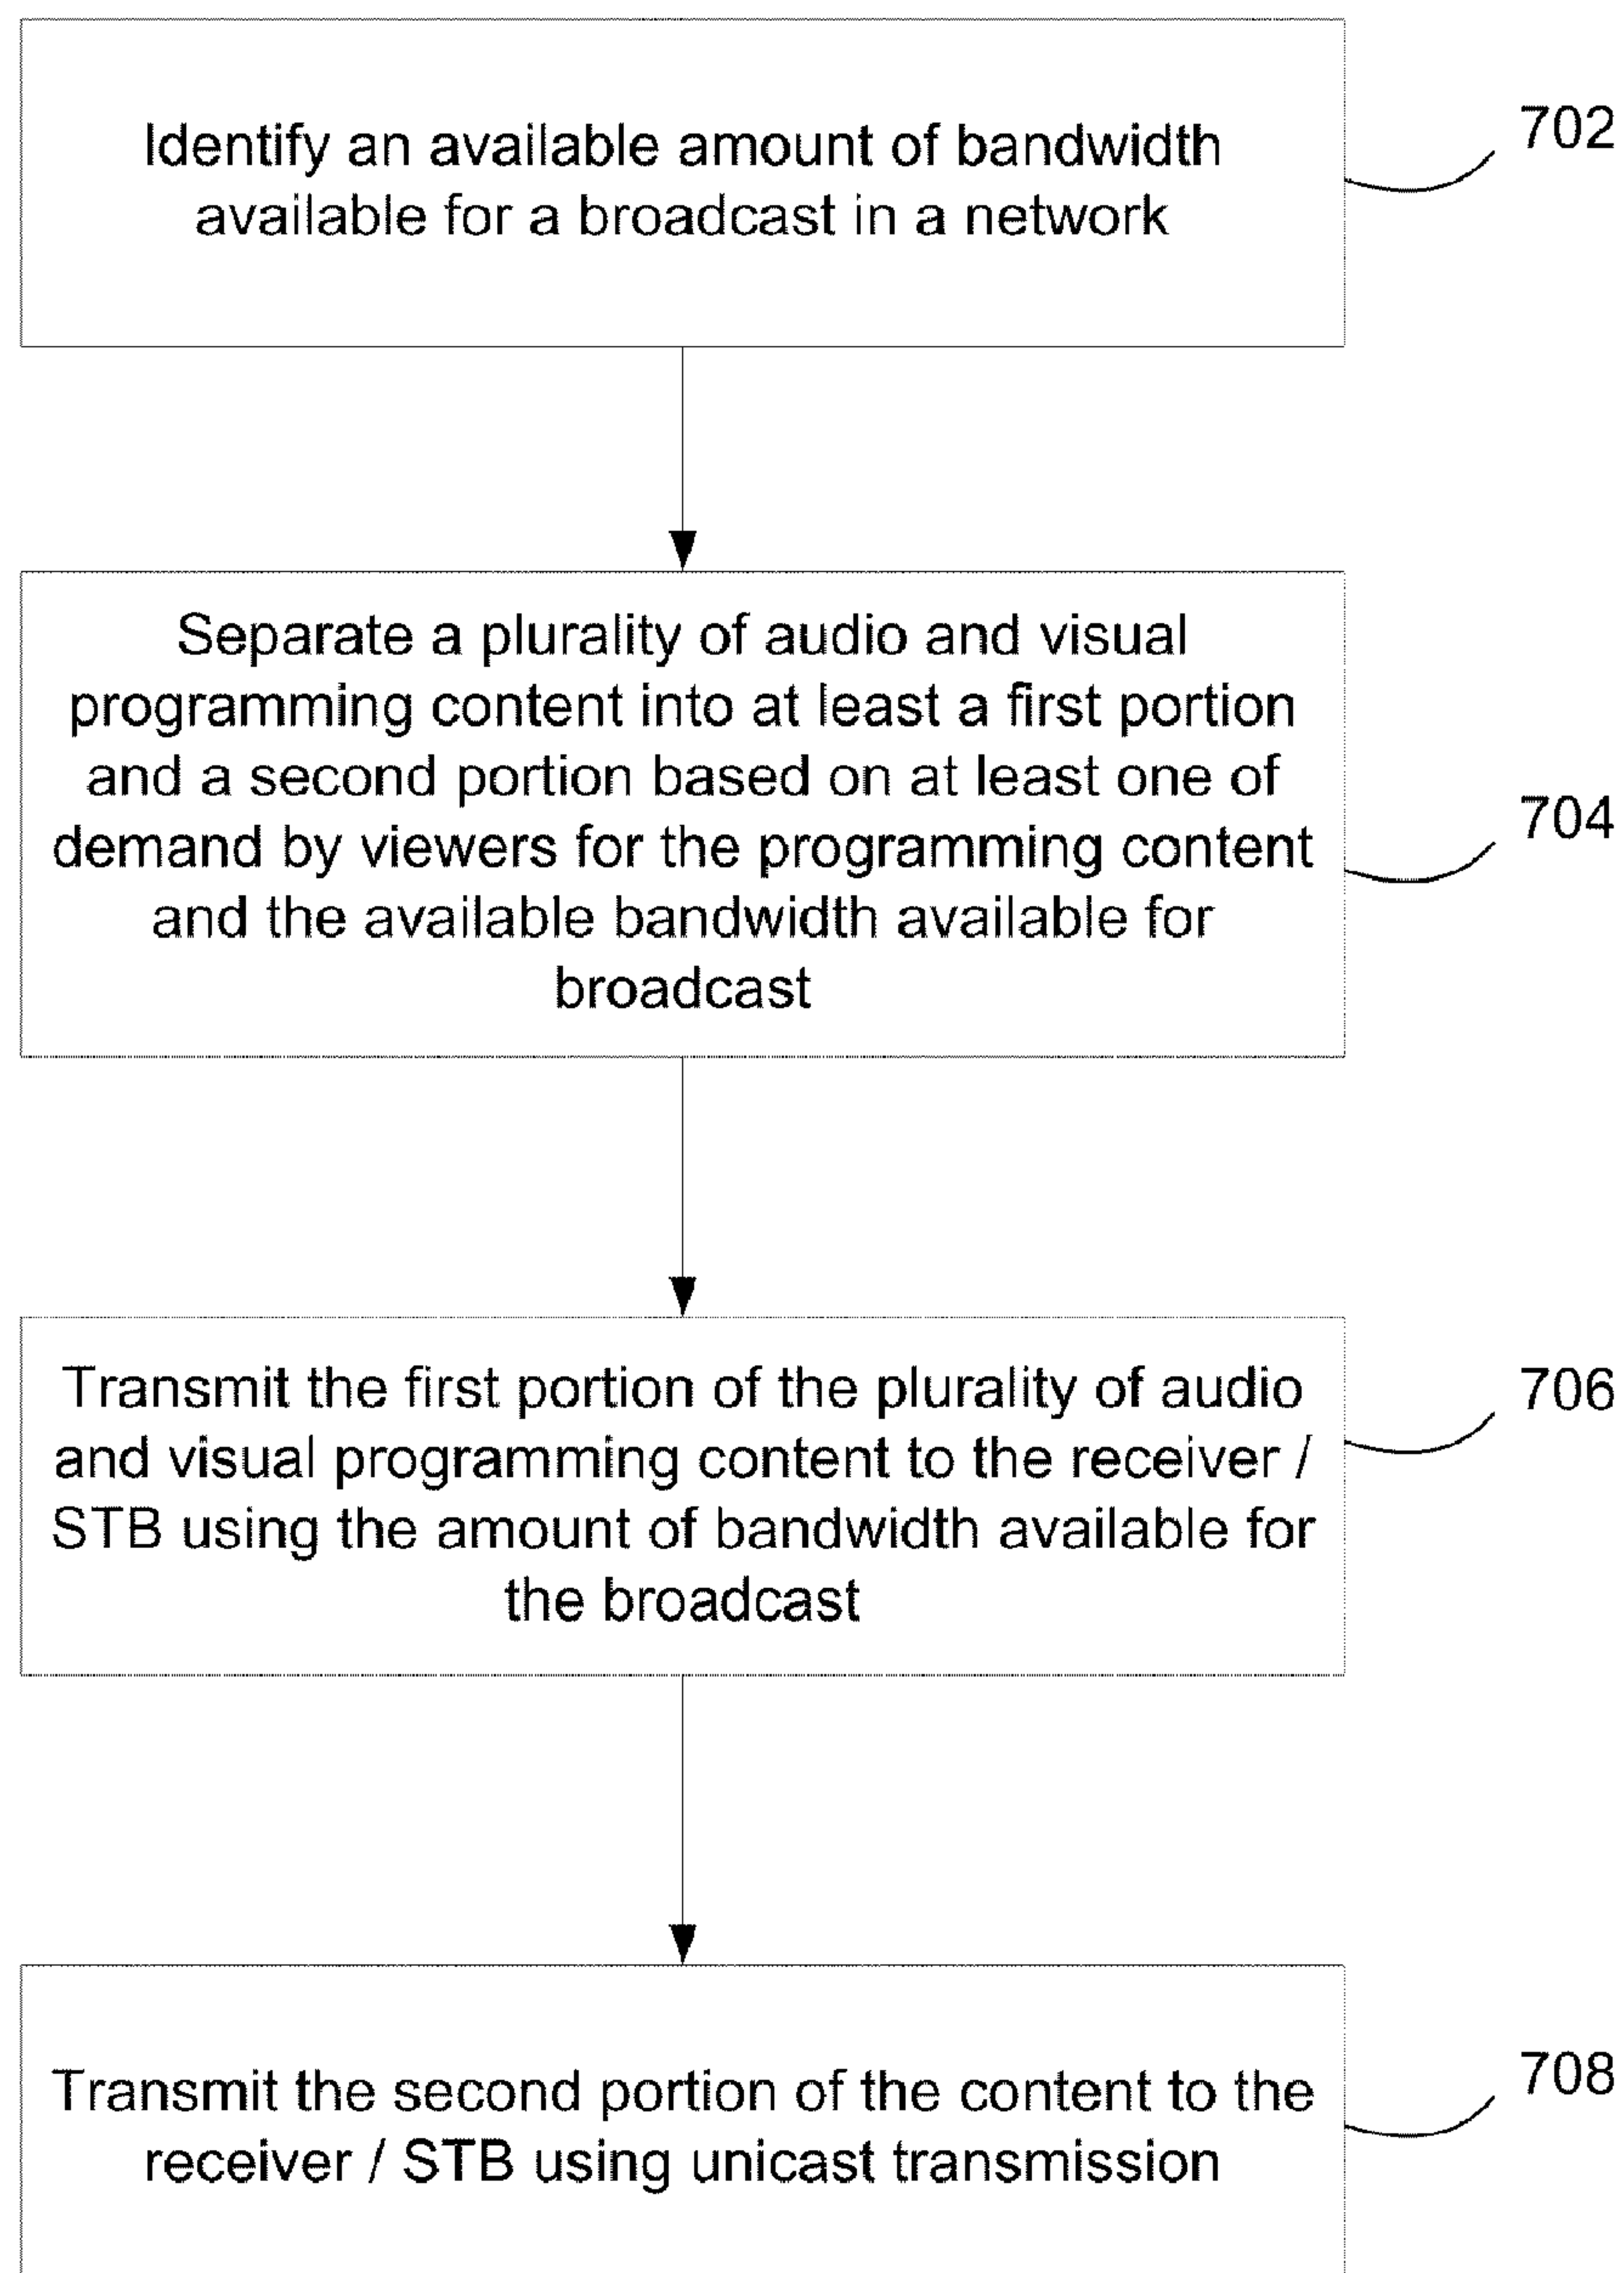 Identify an available amount of bandwidth
available for a broadcast in a network
702
Separate a plurality of audio and visual
programming content into at least a first portion
and a second portion based on at least one of
demand by viewers for the programming content
and the available bandwidth available for
broadcast
704
Transmit the first portion of the plurality of audio
and visual programming content to the receiver /
STB using the amount of bandwidth available for
the broadcast
706
Transmit the second portion of the content to the
receiver / STB using unicast transmission
708